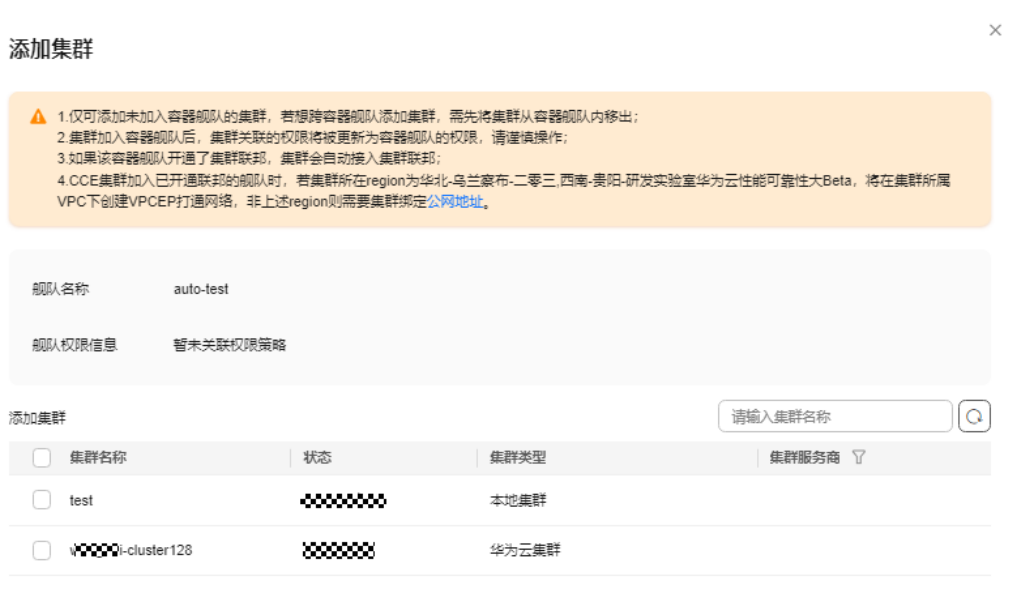 添加集群
1.仅可添加未加入容器舰队的集群，若想跨容器舰队添加集群，需先将集群从容器舰队内移出；
2.集群加入容器舰队后，集群关联的权限将被更新为容器舰队的权限，请谨慎操作；
3.如果该容器舰队开通了集群联邦，集群会自动接入集群联邦；
4.CCE集群加入已开通联邦的舰队时，若集群所在region为华北-乌兰察布-二零三,西南-贵阳-研发实验室华为云性能可靠性大Beta，将在集群所属
VPC下创建VPCEP打通网络，非上述region则需要集群绑定公网地址。
舰队名称 auto-test
舰队权限信息 暂未关联权限策略
添加集群 请输入集群名称
集群名称 状态 集群类型 集群服务商
test 本地集群
i-cluster128 华为云集群